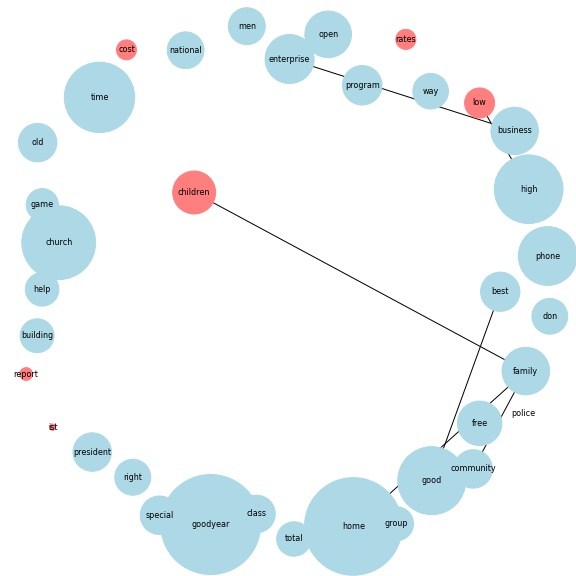 men
open
rates
cost
national
enterprise
program
way
time
low
business
old
children
high
game
church
phone
help
best
don
building
report
family
police
free
ist
president
community
right
good
special
class
goodyear
group
home
total